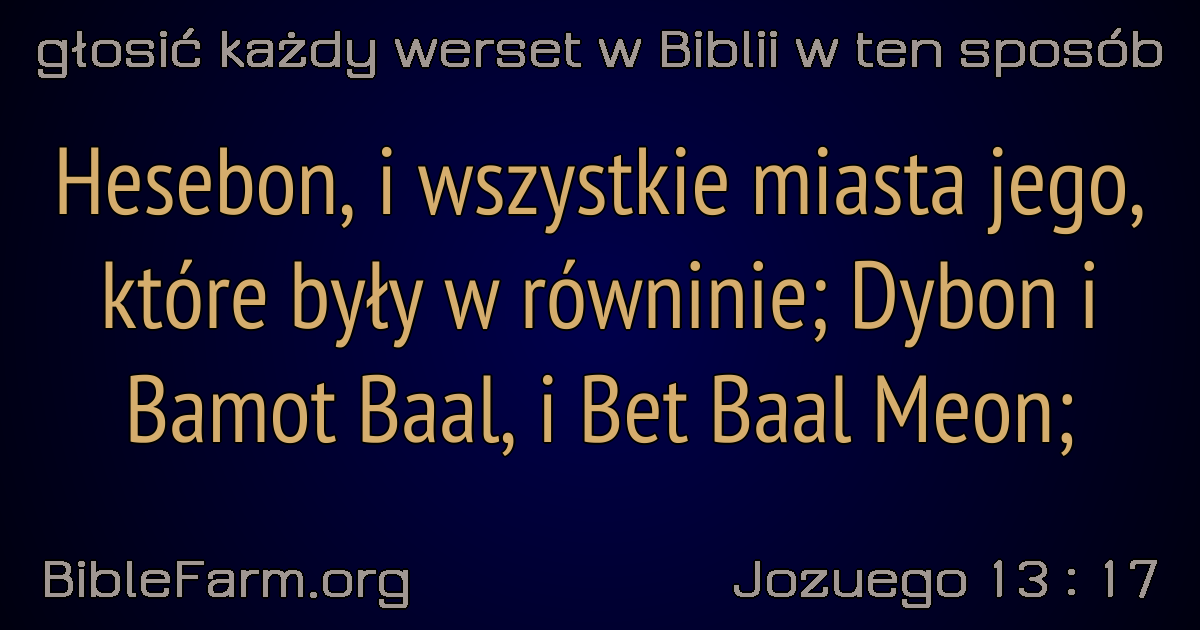 głosić każdy werset w Biblii w ten sposób
Hesebon, i wszystkie miasta jego,
które były w równinie; Dybon i
Bamot Baal, i Bet Baal Meon;
BibleFarm.org
Jozuego 13 : 17